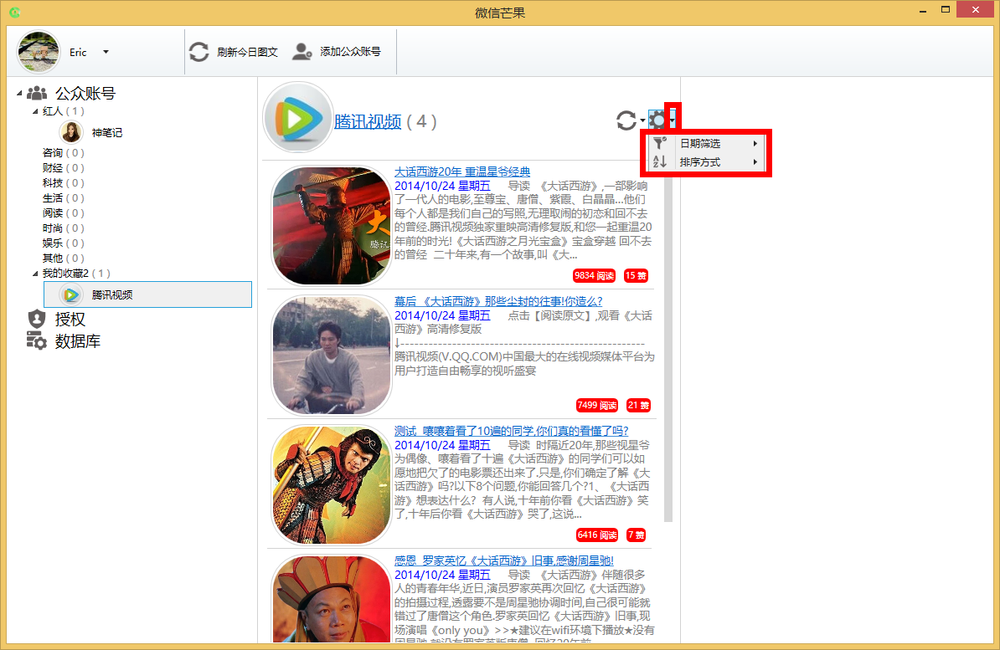 微信芒果
Eric
刷新今日图文
添加公众账号
公众账号
红人 ( 1 )
神笔记
咨询 ( 0 )
财经 ( 0 )
科技 ( 0 )
生活 ( 0 )
阅读 ( 0 )
时尚 ( 0 )
娱乐 ( 0 )
其他 ( 0 )
我的收藏2 ( 1 )
腾讯视频
授权
数据库
腾讯视频 ( 4 )
日期筛选
排序方式
大话西游20年 重温星爷经典
2014/10/24 星期五 导读 《大话西游》,一部影响
了一代人的电影,至尊宝、唐僧、紫霞、白晶晶...他们
每个人都是我们自己的写照,无理取闹的初恋和回不去
的曾经.腾讯视频独家重映高清修复版,和您一起重温20
年前的时光!《大话西游之月光宝盒》宝盒穿越 回不去
的曾经 二十年来,有一个故事,叫《大...
9834 阅读 15 赞
幕后 《大话西游》那些尘封的往事!你造么?
2014/10/24 星期五 点击【阅读原文】,观看《大话
西游》高清修复版
↓----------------------------------------------------
腾讯视频(V.QQ.COM)中国最大的在线视频媒体平台为
用户打造自由畅享的视听盛宴
7499 阅读 21 赞
测试 嚷嚷着看了10遍的同学,你们真的看懂了吗?
2014/10/24 星期五 导读 时隔近20年,那些视星爷
为偶像、嚷着看了十遍《大话西游》的同学们可以如
愿地把欠了的电影票还出来了.只是,你们确定了解《大
话西游》吗?以下8个问题,你能回答几个?1、《大话西
游》想表达什么? 有人说,十年前你看《大话西游》笑
了,十年后你看《大话西游》哭了,这说...
6416 阅读 7 赞
感恩 罗家英忆《大话西游》旧事,感谢周星驰!
2014/10/24 星期五 导读 《大话西游》伴随很多
人的青春年华,近日,演员罗家英再次回忆《大话西游》
的拍摄过程,透露要不是周星驰协调时间,自己很可能就
错过了唐僧这个角色.罗家英回忆《大话西游》旧事,现
场演唱《only you》>>★建议在wifi环境下播放★没有